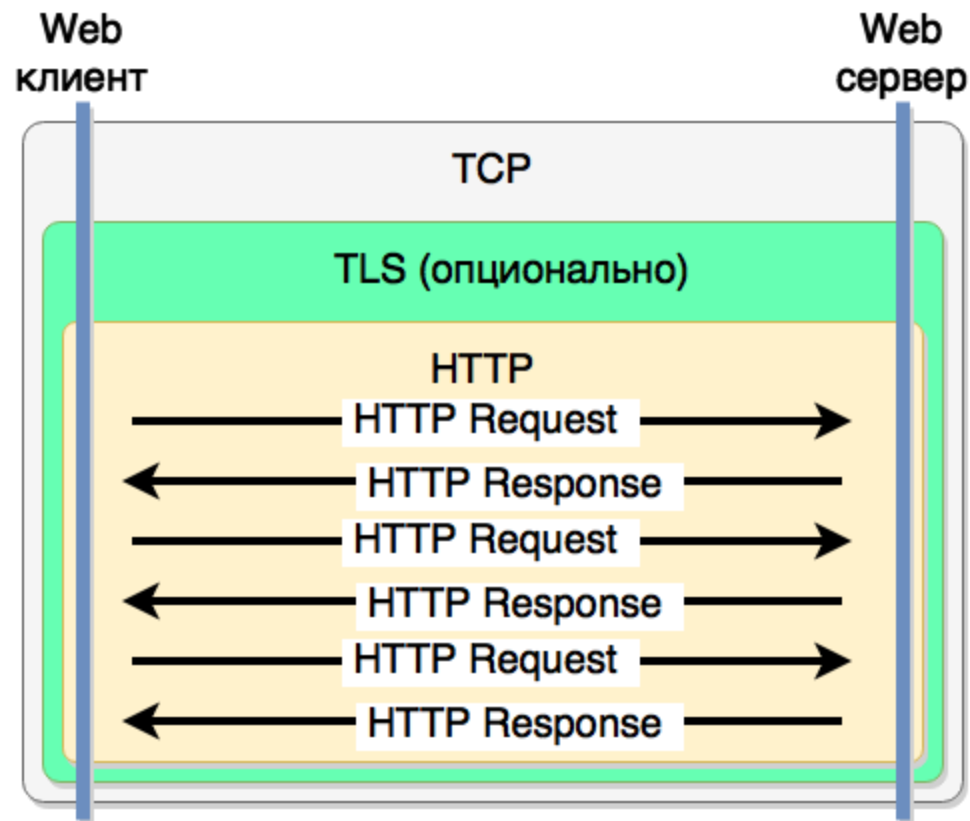 Web
клиент
Web
сервер
TCP
TLS (опционально)
HTTP
HTTP Request
HTTP Response
HTTP Request
HTTP Response
HTTP Request
HTTP Response